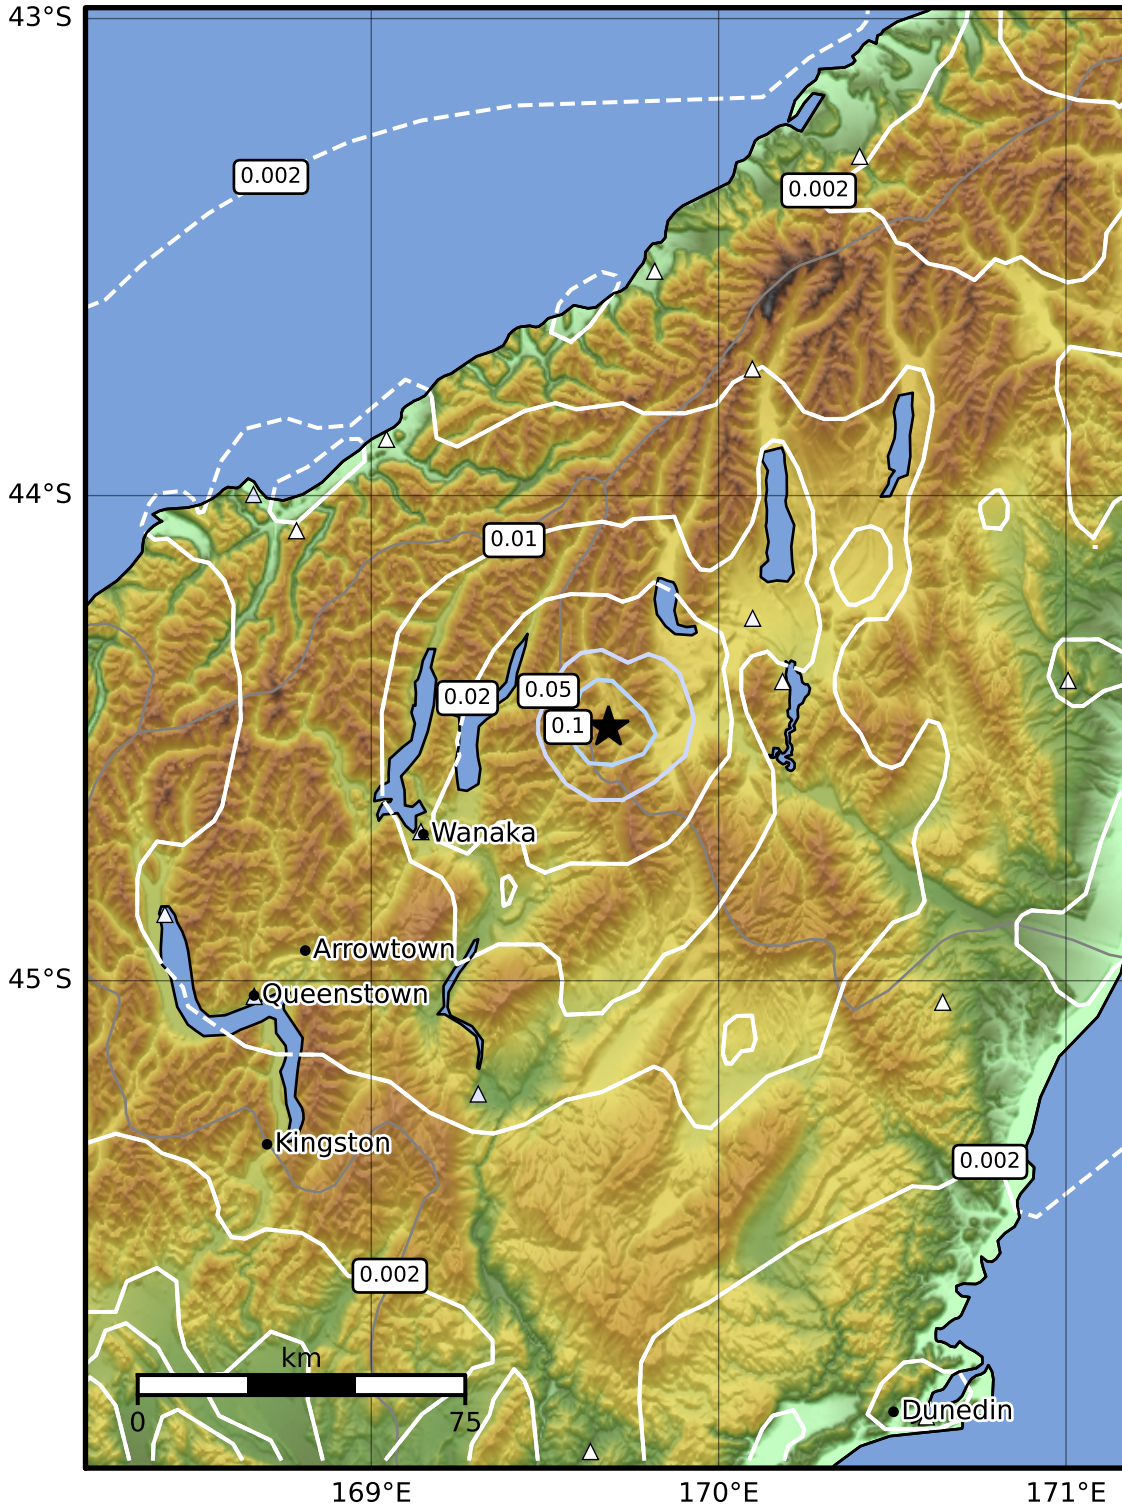 43°S
0.002
0.002
44°S
0.01
0.02
0.05
0.1
Wanaka
Arrowtown
45°S
Queenstown
Kingston
0.002
0.002
km
0
75
Dunedin
169°E
170°E
171°E